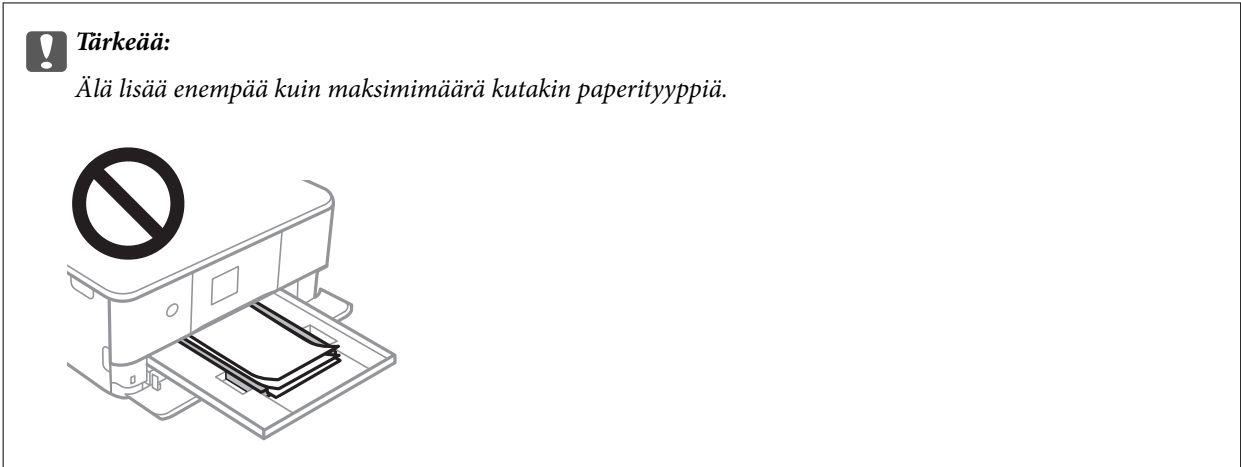 Tärkeää:
Älä lisää enempää kuin maksimimäärä kutakin paperityyppiä.